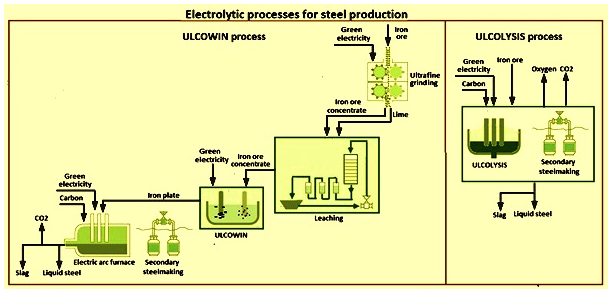 Electrolytic processes for steel production
ULCOWIN process
Green
electricity
Iron
ore
Ultrafine
grinding
Iron ore
concentrate
Lime
Leaching
Green
electricity
Iron ore
concentrate
ULCOWIN
Iron plate
Green
electricity
Carbon
CO2
Electric arc furnace
Slag
Liquid steel
Secondary
steelmaking
ULCOLYSIS process
Green
electricity
Iron ore
Oxygen
CO2
Carbon
ULCOLYSIS
Secondary
steelmaking
Slag
Liquid steel